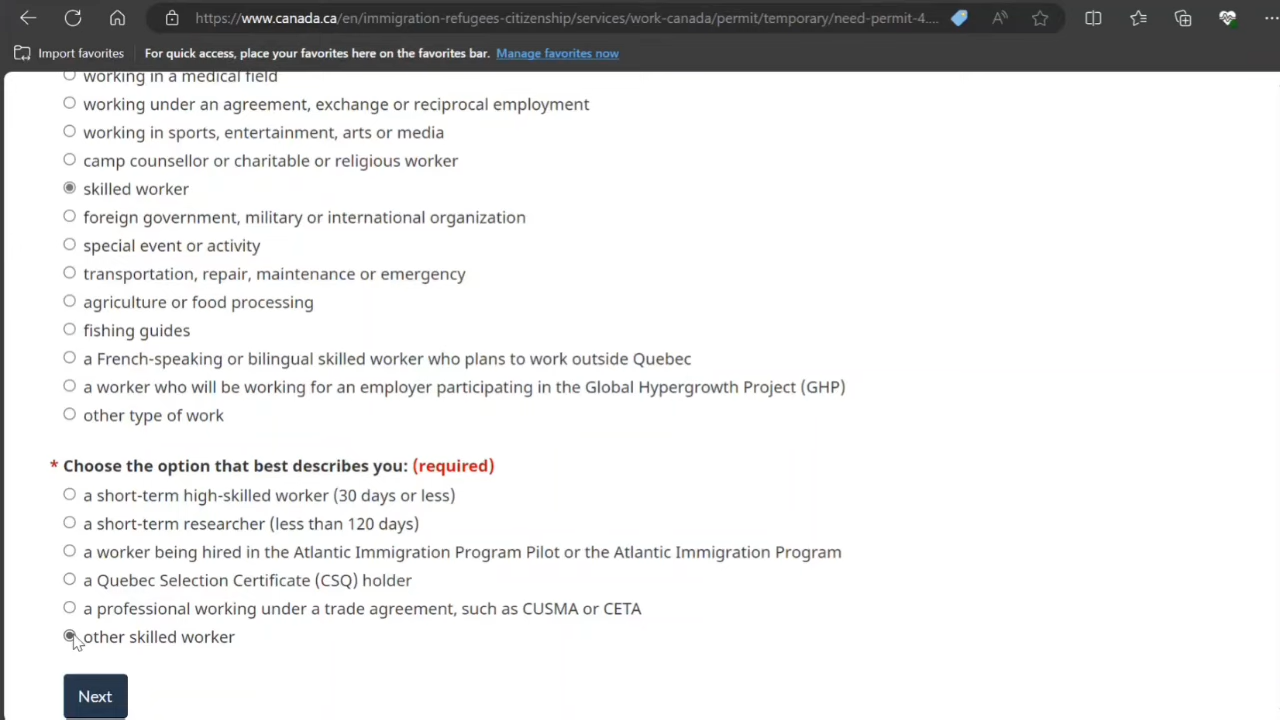 https://www.canada.ca/en/immigration-refugees-citizenship/services/work-canada/permit/temporary/need-permit-4....
Import favorites For quick access, place your favorites here on the favorites bar. Manage favorites now
working in a medical field
working under an agreement, exchange or reciprocal employment
working in sports, entertainment, arts or media
camp counsellor or charitable or religious worker
skilled worker
foreign government, military or international organization
special event or activity
transportation, repair, maintenance or emergency
agriculture or food processing
fishing guides
a French-speaking or bilingual skilled worker who plans to work outside Quebec
a worker who will be working for an employer participating in the Global Hypergrowth Project (GHP)
other type of work
* Choose the option that best describes you: (required)
a short-term high-skilled worker (30 days or less)
a short-term researcher (less than 120 days)
a worker being hired in the Atlantic Immigration Program Pilot or the Atlantic Immigration Program
a Quebec Selection Certificate (CSQ) holder
a professional working under a trade agreement, such as CUSMA or CETA
other skilled worker
Next